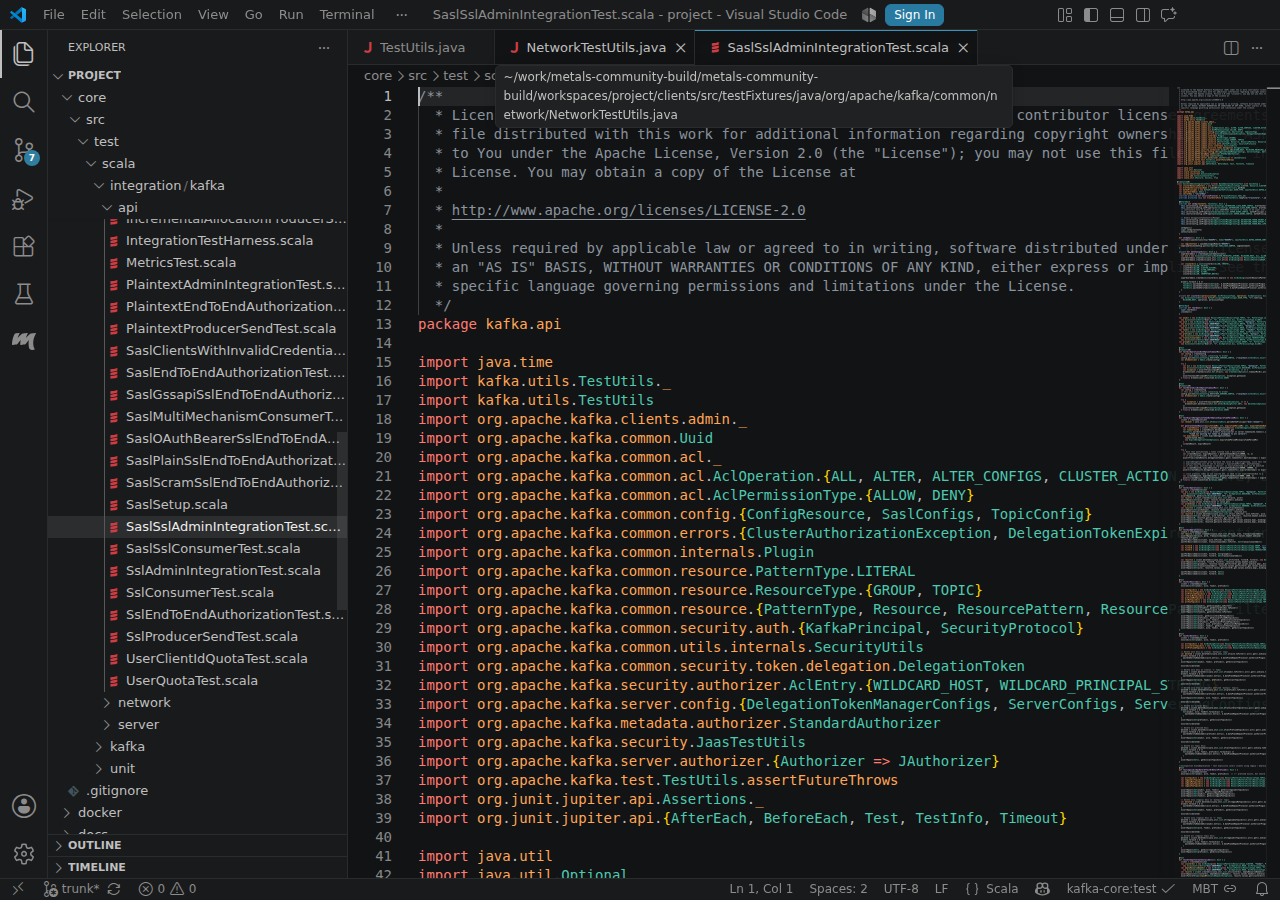 File Edit Selection View Go Run Terminal ··· SaslSslAdminIntegrationTest.scala - project - Visual Studio Code Sign In
EXPLORER ···
PROJECT
core
src
test
scala
integration / kafka
api
IncrementalAllocationProducerS...
IntegrationTestHarness.scala
MetricsTest.scala
PlaintextAdminIntegrationTest.s...
PlaintextEndToEndAuthorization...
PlaintextProducerSendTest.scala
SaslClientsWithInvalidCredentia...
SaslEndToEndAuthorizationTest....
SaslGssapiSslEndToEndAuthoriz...
SaslMultiMechanismConsumerT...
SaslOAuthBearerSslEndToEndA...
SaslPlainSslEndToEndAuthorizat...
SaslScramSslEndToEndAuthoriz...
SaslSetup.scala
SaslSslAdminIntegrationTest.sc...
SaslSslConsumerTest.scala
SslAdminIntegrationTest.scala
SslConsumerTest.scala
SslEndToEndAuthorizationTest.s...
SslProducerSendTest.scala
UserClientIdQuotaTest.scala
UserQuotaTest.scala
network
server
kafka
unit
.gitignore
docker
docs
OUTLINE
TIMELINE
7
TestUtils.java NetworkTestUtils.java SaslSslAdminIntegrationTest.scala ···
core > src > test >
~/work/metals-community-build/metals-community-
build/workspaces/project/clients/src/testFixtures/java/org/apache/kafka/common/n
etwork/NetworkTestUtils.java
1 /**
2 * Licen contributor licens
3 * file distributed with this work for additional information regarding copyright owners
4 * to You under the Apache License, Version 2.0 (the "License"); you may not use this fil
5 * License. You may obtain a copy of the License at
6 *
7 * http://www.apache.org/licenses/LICENSE-2.0
8 *
9 * Unless required by applicable law or agreed to in writing, software distributed under
10 * an "AS IS" BASIS, WITHOUT WARRANTIES OR CONDITIONS OF ANY KIND, either express or impl
11 * specific language governing permissions and limitations under the License.
12 */
13 package kafka.api
14
15 import java.time
16 import kafka.utils.TestUtils._
17 import kafka.utils.TestUtils
18 import org.apache.kafka.clients.admin._
19 import org.apache.kafka.common.Uuid
20 import org.apache.kafka.common.acl._
21 import org.apache.kafka.common.acl.AclOperation.{ALL, ALTER, ALTER_CONFIGS, CLUSTER_ACTIO
22 import org.apache.kafka.common.acl.AclPermissionType.{ALLOW, DENY}
23 import org.apache.kafka.common.config.{ConfigResource, SaslConfigs, TopicConfig}
24 import org.apache.kafka.common.errors.{ClusterAuthorizationException, DelegationTokenExpi
25 import org.apache.kafka.common.internals.Plugin
26 import org.apache.kafka.common.resource.PatternType.LITERAL
27 import org.apache.kafka.common.resource.ResourceType.{GROUP, TOPIC}
28 import org.apache.kafka.common.resource.{PatternType, Resource, ResourcePattern, Resource
29 import org.apache.kafka.common.security.auth.{KafkaPrincipal, SecurityProtocol}
30 import org.apache.kafka.common.utils.internals.SecurityUtils
31 import org.apache.kafka.common.security.token.delegation.DelegationToken
32 import org.apache.kafka.security.authorizer.AclEntry.{WILDCARD_HOST, WILDCARD_PRINCIPAL_ST
33 import org.apache.kafka.server.config.{DelegationTokenManagerConfigs, ServerConfigs, Serv
34 import org.apache.kafka.metadata.authorizer.StandardAuthorizer
35 import org.apache.kafka.security.JaasTestUtils
36 import org.apache.kafka.server.authorizer.{Authorizer => JAuthorizer}
37 import org.apache.kafka.test.TestUtils.assertFutureThrows
38 import org.junit.jupiter.api.Assertions._
39 import org.junit.jupiter.api.{AfterEach, BeforeEach, Test, TestInfo, Timeout}
40
41 import java.util
42 import java.util.Optional
trunk* 0 0 Ln 1, Col 1 Spaces: 2 UTF-8 LF { } Scala kafka-core:test MBT